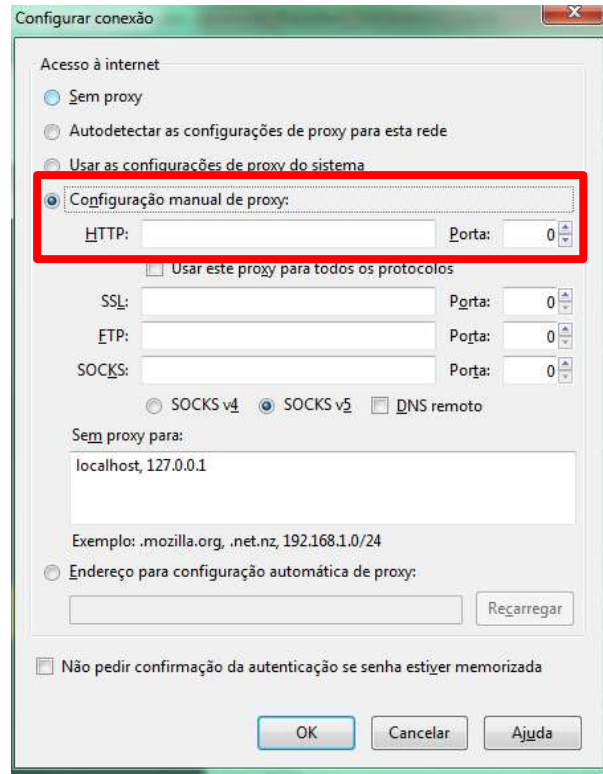 Configurar conexão
Acesso à internet
Sem proxy
Autodetectar as configurações de proxy para esta rede
Usar as configurações de proxy do sistema
Configuração manual de proxy:
HTTP: Porta: 0
Usar este proxy para todos os protocolos
SSL: Porta: 0
FTP: Porta: 0
SOCKS: Porta: 0
SOCKS v4 SOCKS v5 DNS remoto
Sem proxy para:
localhost, 127.0.0.1
Exemplo: .mozilla.org, .net.nz, 192.168.1.0/24
Endereço para configuração automática de proxy:
Recarregar
Não pedir confirmação da autenticação se senha estiver memorizada
OK Cancelar Ajuda